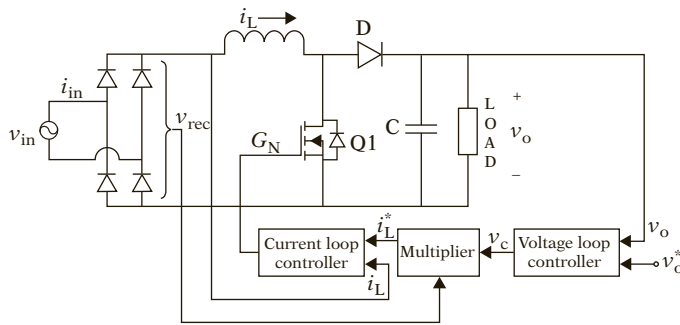 i_L
D
i_in
v_in
v_rec
G_N
Q1
C
LOAD
+
v_o
−
i_L^*
v_c
v_o
v_o^*
Current loop
controller
Multiplier
Voltage loop
controller
i_L